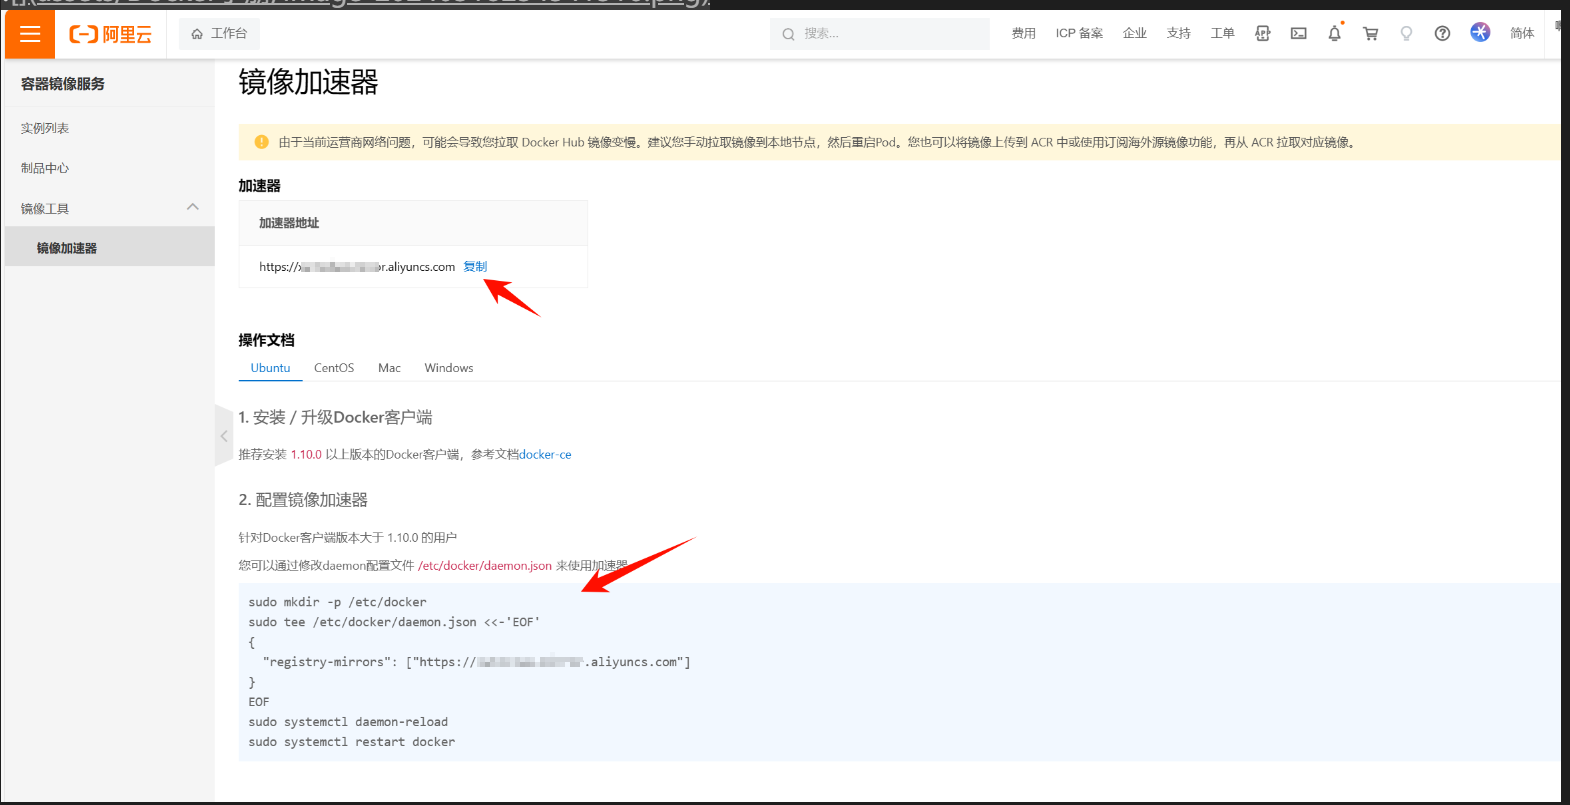 阿里云
工作台
搜索...
费用
ICP 备案
企业
支持
工单
简体
容器镜像服务
实例列表
制品中心
镜像工具
镜像加速器
镜像加速器
由于当前运营商网络问题，可能会导致您拉取 Docker Hub 镜像变慢。建议您手动拉取镜像到本地节点，然后重启Pod。您也可以将镜像上传到 ACR 中或使用订阅海外源镜像功能，再从 ACR 拉取对应镜像。
加速器
加速器地址
https:// r.aliyuncs.com 复制
操作文档
Ubuntu CentOS Mac Windows
1. 安装 / 升级Docker客户端
推荐安装 1.10.0 以上版本的Docker客户端，参考文档docker-ce
2. 配置镜像加速器
针对Docker客户端版本大于 1.10.0 的用户
您可以通过修改daemon配置文件 /etc/docker/daemon.json 来使用加速器
sudo mkdir -p /etc/docker
sudo tee /etc/docker/daemon.json <<-'EOF'
{
"registry-mirrors": ["https:// .aliyuncs.com"]
}
EOF
sudo systemctl daemon-reload
sudo systemctl restart docker